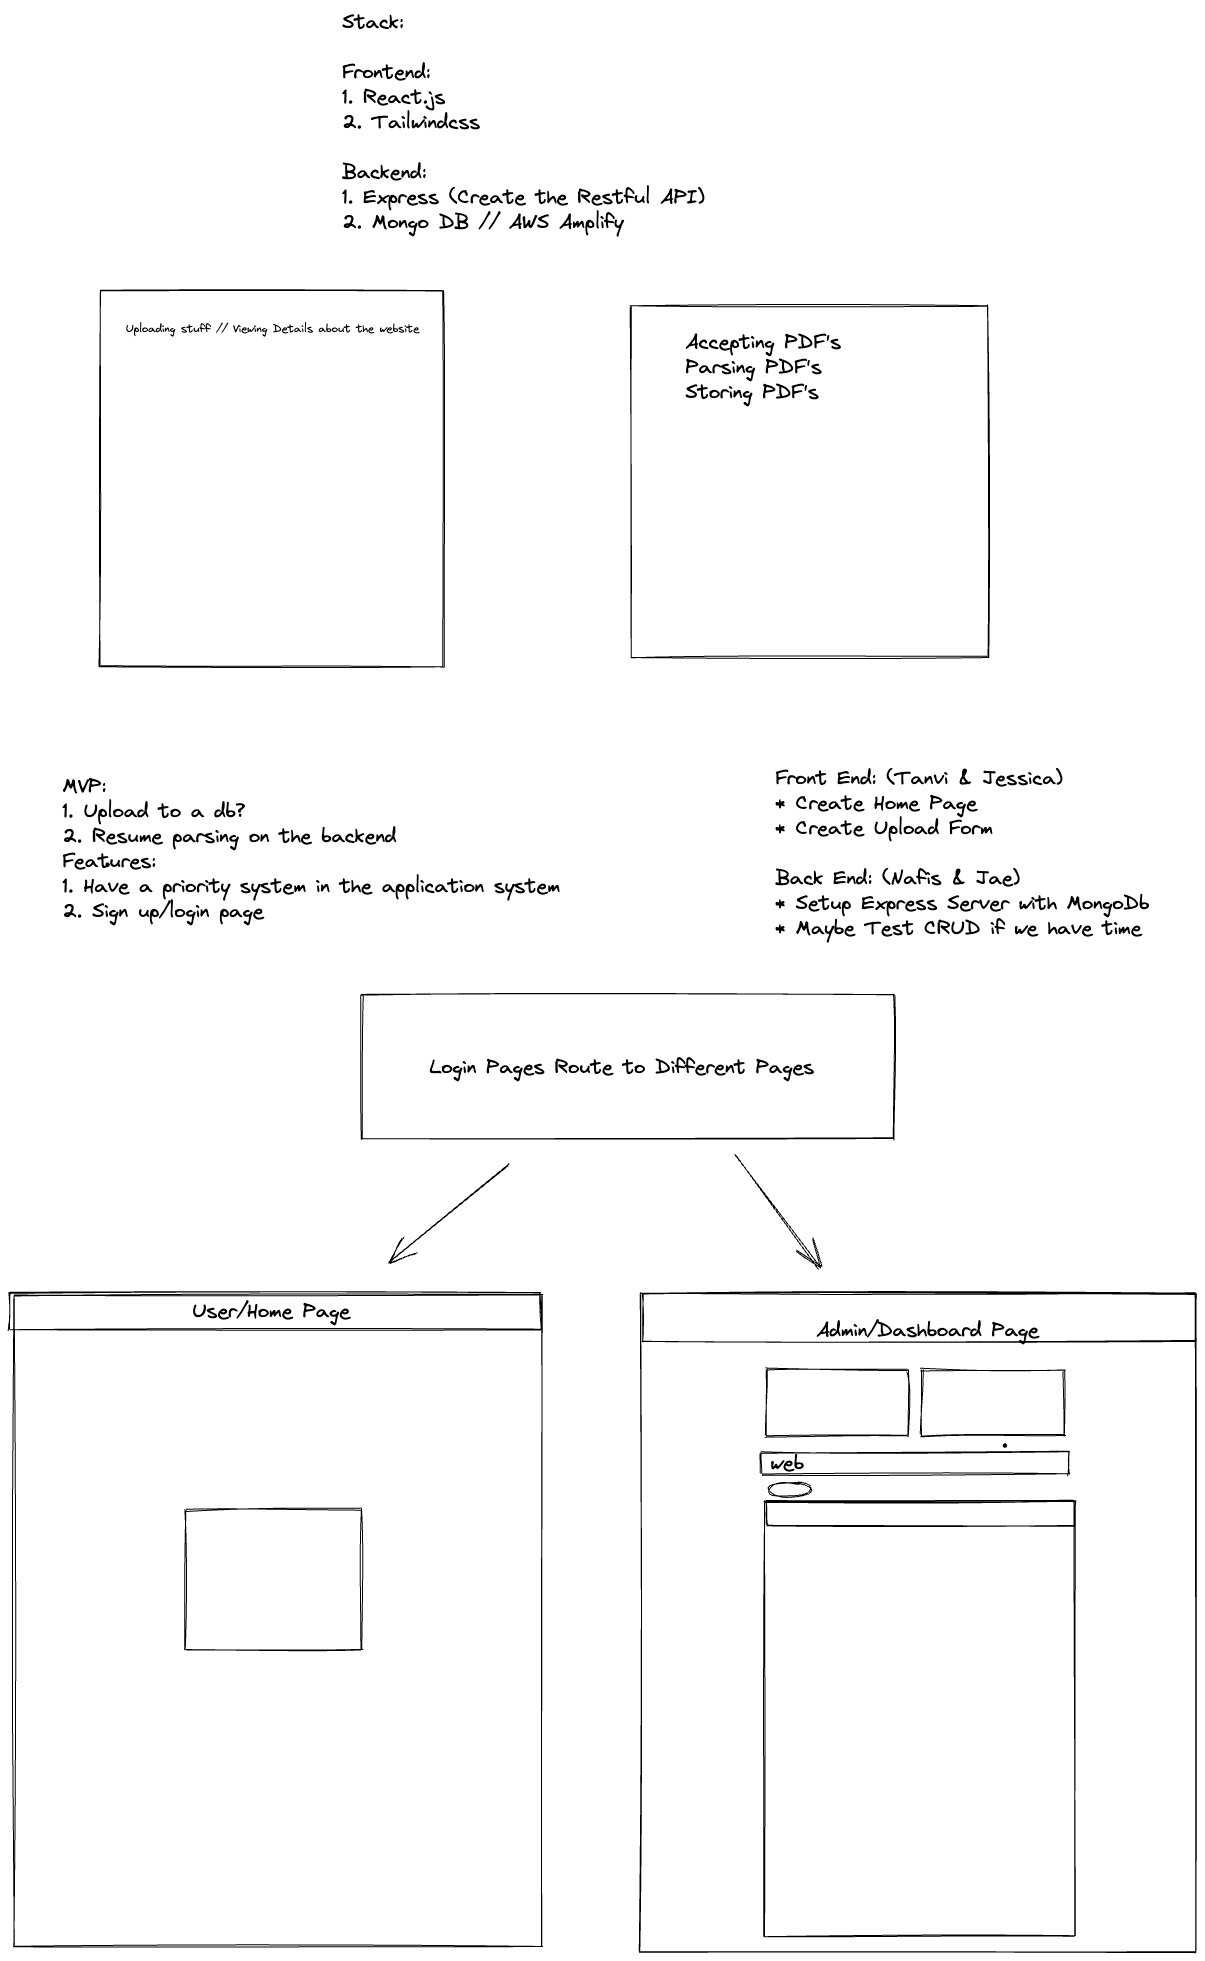 Stack:
Frontend:
1. React.js
2. Tailwindcss
Backend:
1. Express (Create the Restful API)
2. Mongo DB // AWS Amplify
Uploading stuff // Viewing Details about the website
Accepting PDF's
Parsing PDF's
Storing PDF's
MVP:
1. Upload to a db?
2. Resume parsing on the backend
Features:
1. Have a priority system in the application system
2. Sign up/login page
Front End: (Tanvi & Jessica)
* Create Home Page
* Create Upload Form
Back End: (Nafis & Jae)
* Setup Express Server with MongoDb
* Maybe Test CRUD if we have time
Login Pages Route to Different Pages
User/Home Page
Admin/Dashboard Page
web